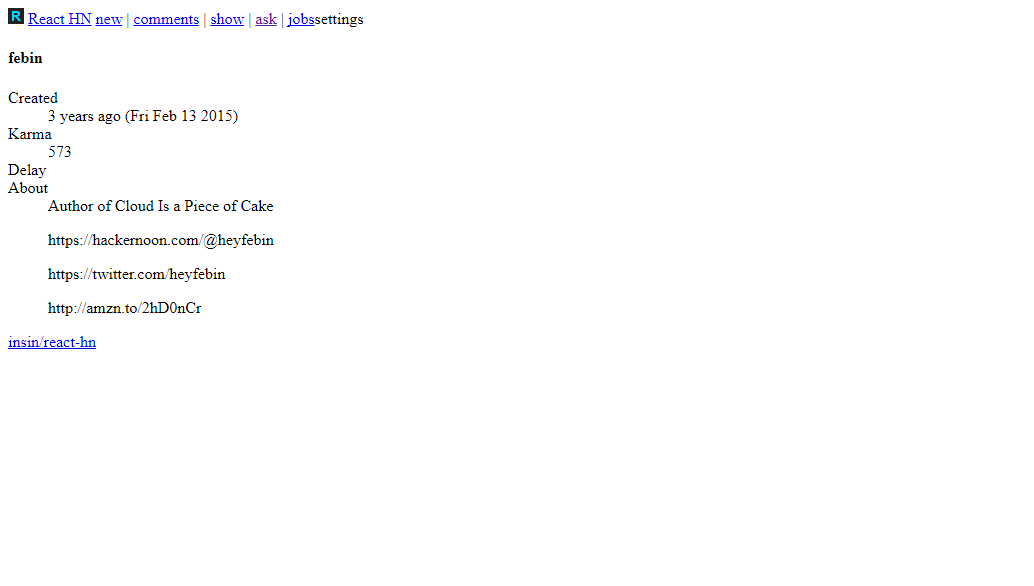 R React HN new | comments | show | ask | jobssettings
febin
Created
3 years ago (Fri Feb 13 2015)
Karma
573
Delay
About
Author of Cloud Is a Piece of Cake
https://hackernoon.com/@heyfebin
https://twitter.com/heyfebin
http://amzn.to/2hD0nCr
insin/react-hn